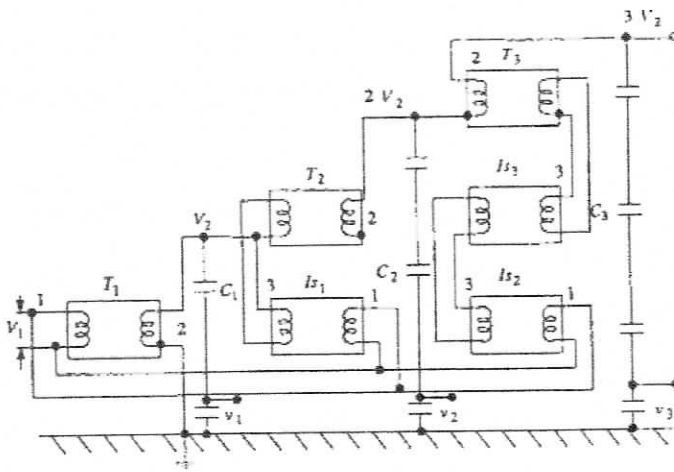 3 V₂
2 T₃
2 V₂
T₂
2
Is₃ 3
C₃
V₂
C₁
C₂
3 Is₁ 1
3 Is₂ 1
1 T₁
V₁ 2
v₁
v₂
v₃